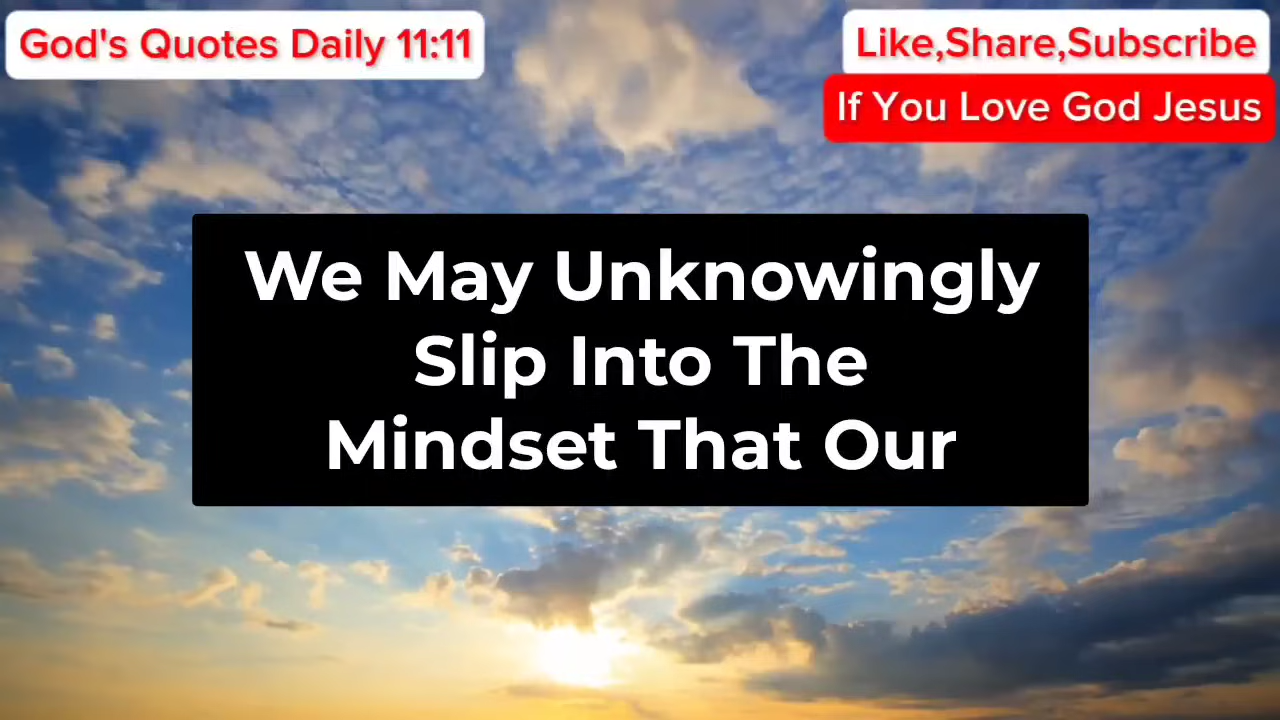 God's Quotes Daily 11:11
Like,Share,Subscribe
If You Love God Jesus
We May Unknowingly
Slip Into The
Mindset That Our